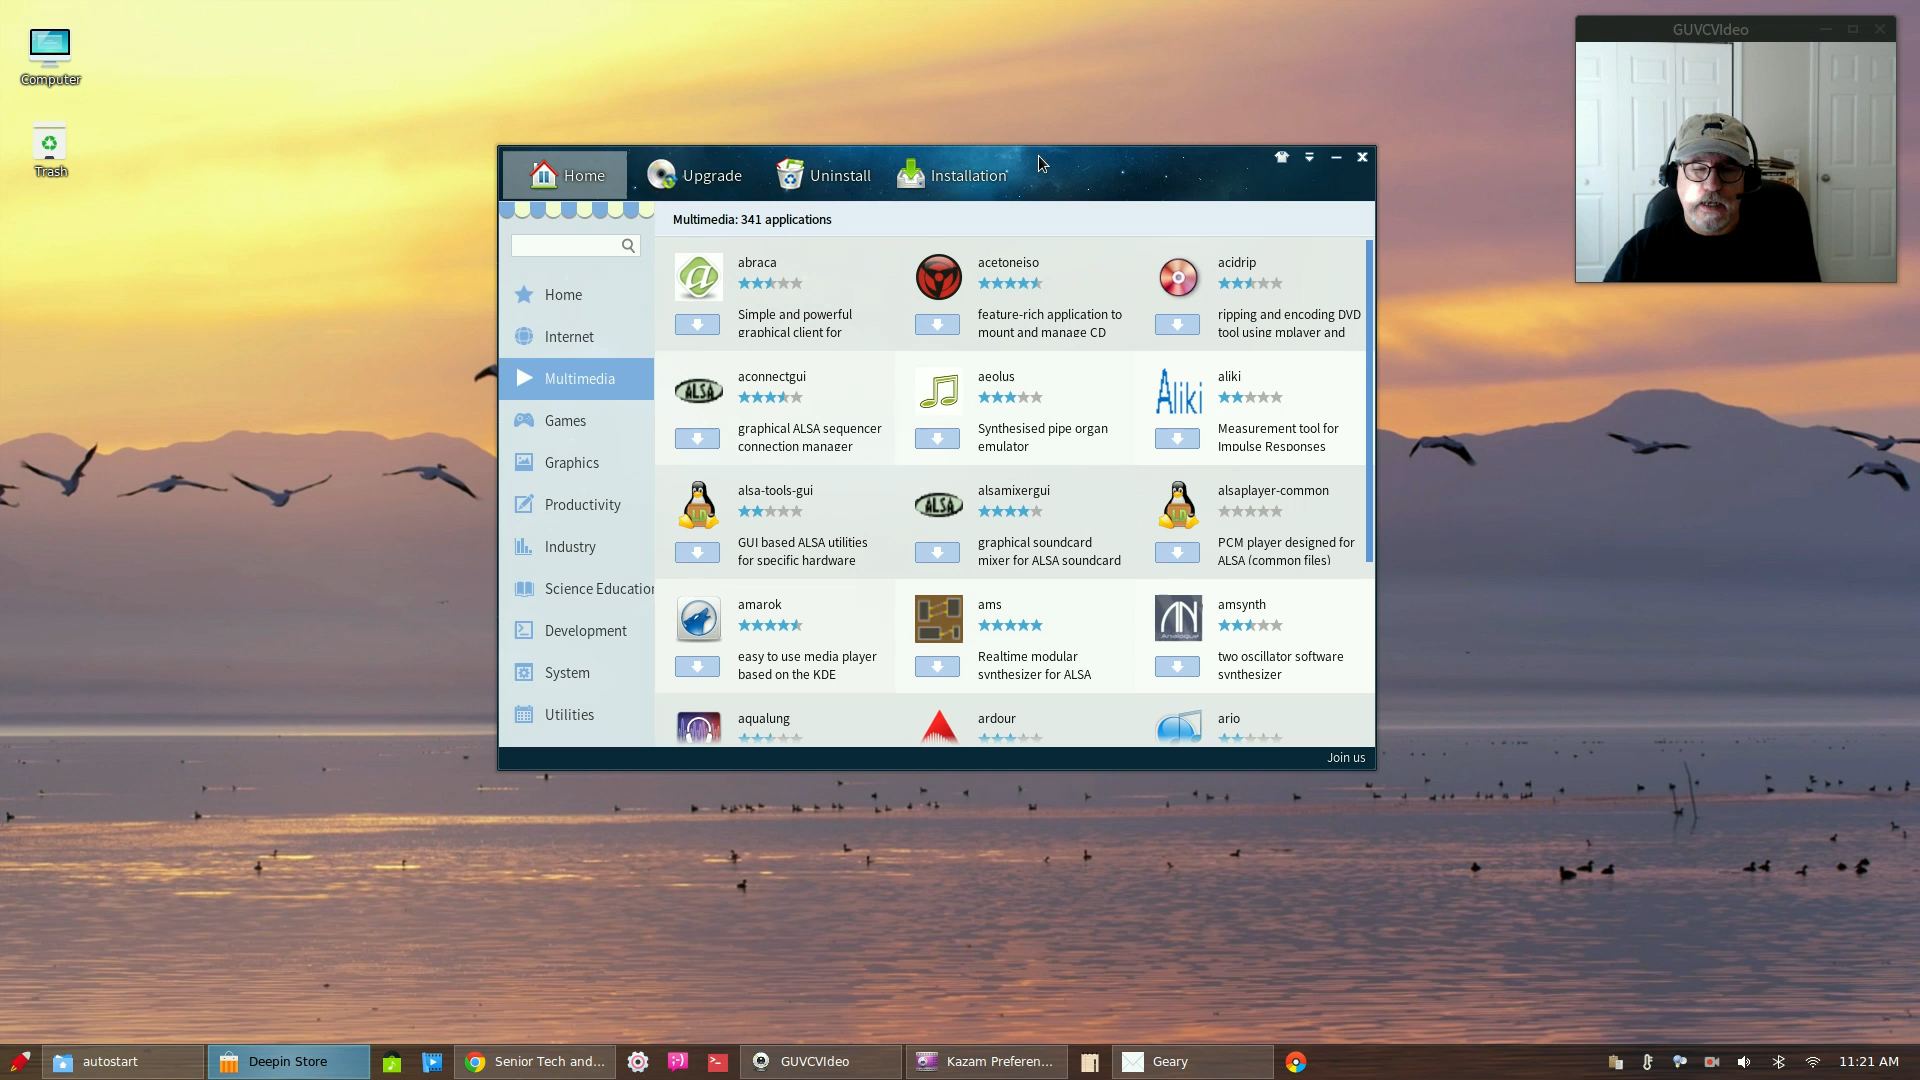 Computer
Trash
GUVCVIdeo
Home
Upgrade
Uninstall
Installation
Multimedia: 341 applications
Home
Internet
Multimedia
Games
Graphics
Productivity
Industry
Science Education
Development
System
Utilities
abraca
Simple and powerful
graphical client for
acetoneiso
feature-rich application to
mount and manage CD
acidrip
ripping and encoding DVD
tool using mplayer and
aconnectgui
ALSA
graphical ALSA sequencer
connection manager
aeolus
Synthesised pipe organ
emulator
aliki
Aliki
Measurement tool for
Impulse Responses
alsa-tools-gui
LD
GUI based ALSA utilities
for specific hardware
alsamixergui
ALSA
graphical soundcard
mixer for ALSA soundcard
alsaplayer-common
LD
PCM player designed for
ALSA (common files)
amarok
easy to use media player
based on the KDE
ams
Realtime modular
synthesizer for ALSA
amsynth
two oscillator software
synthesizer
aqualung
ardour
ario
Join us
autostart
Deepin Store
Senior Tech and...
GUVCVIdeo
Kazam Preferen...
Geary
11:21 AM